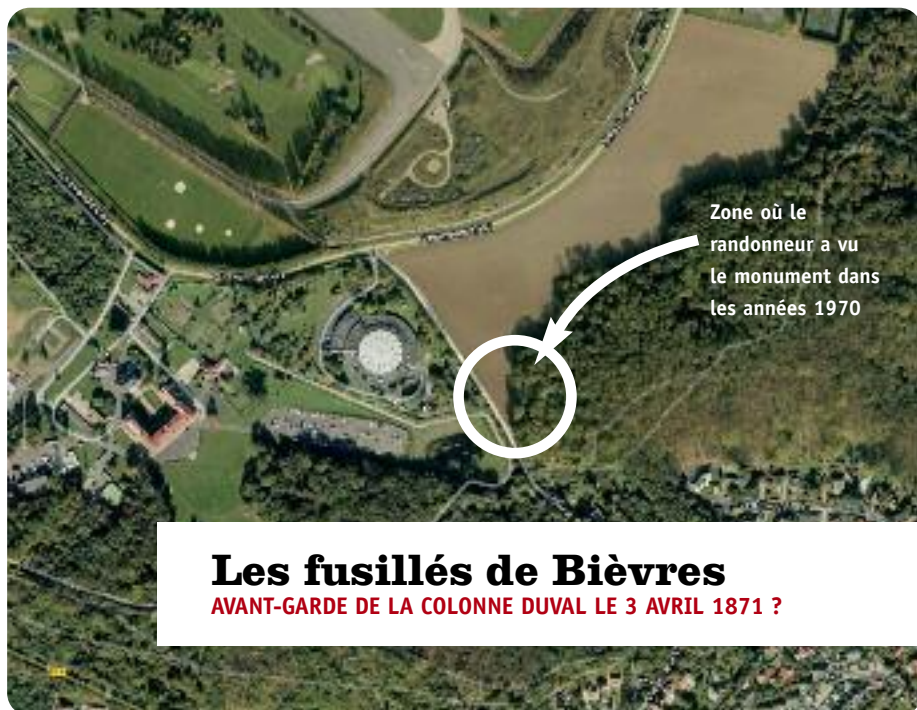 Zone où le
randonneur a vu
le monument dans
les années 1970
Les fusillés de Bièvres
AVANT-GARDE DE LA COLONNE DUVAL LE 3 AVRIL 1871 ?